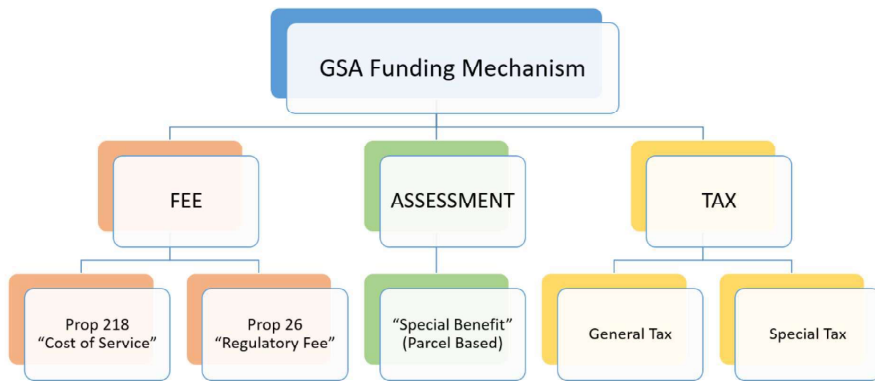 GSA Funding Mechanism
FEE
ASSESSMENT
TAX
Prop 218
“Cost of Service”
Prop 26
“Regulatory Fee”
“Special Benefit”
(Parcel Based)
General Tax
Special Tax